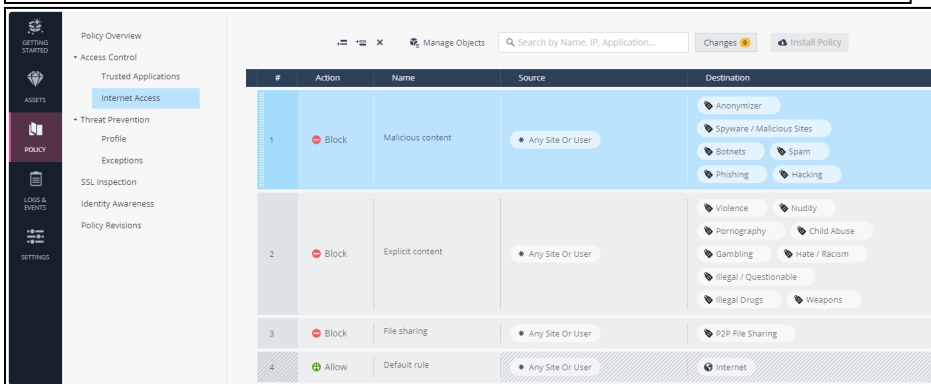 GETTING
STARTED
ASSETS
POLICY
LOGS &
EVENTS
SETTINGS
Policy Overview
Access Control
Trusted Applications
Internet Access
Threat Prevention
Profile
Exceptions
SSL Inspection
Identity Awareness
Policy Revisions
Manage Objects
Search by Name, IP, Application...
Changes 0
Install Policy
# Action Name Source Destination
1 Block Malicious content * Any Site Or User
Anonymizer
Spyware / Malicious Sites
Botnets Spam
Phishing Hacking
2 Block Explicit content * Any Site Or User
Violence Nudity
Pornography Child Abuse
Gambling Hate / Racism
Illegal / Questionable
Illegal Drugs Weapons
3 Block File sharing * Any Site Or User P2P File Sharing
4 Allow Default rule * Any Site Or User Internet